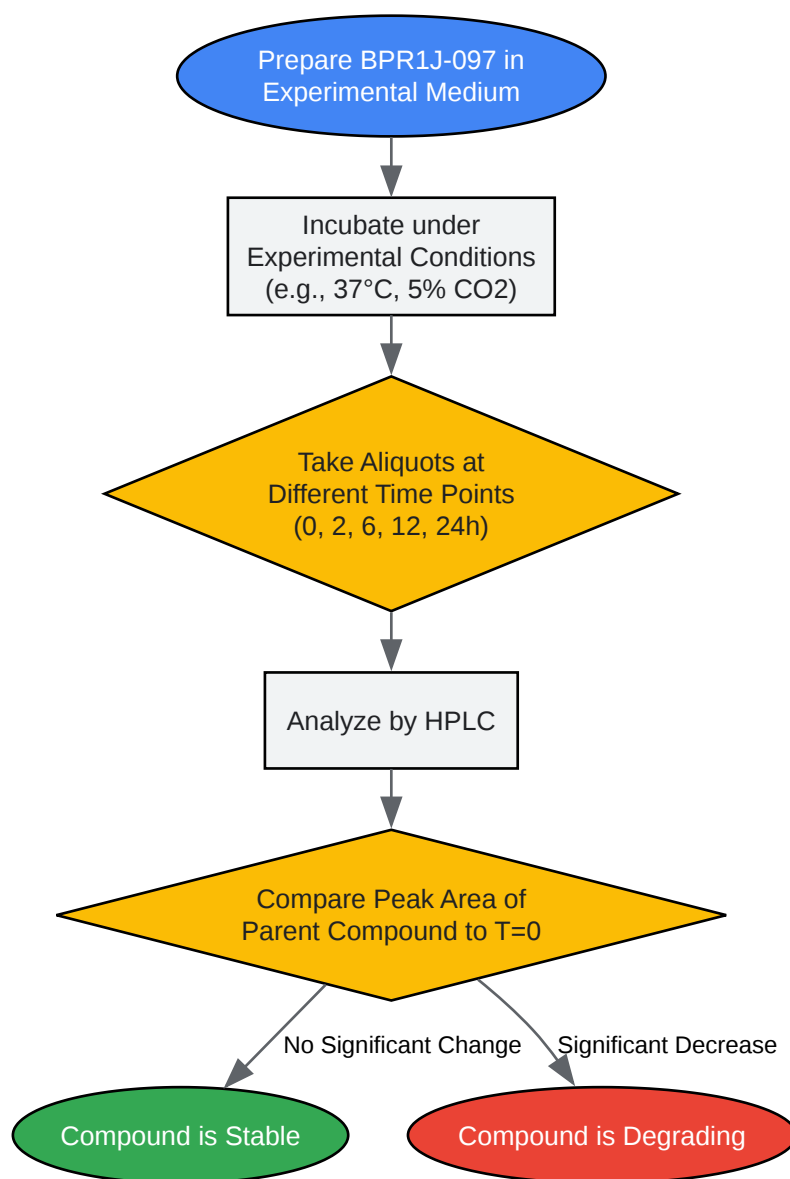 Prepare BPR1J-097 in
Experimental Medium
Incubate under
Experimental Conditions
(e.g., 37°C, 5% CO2)
Take Aliquots at
Different Time Points
(0, 2, 6, 12, 24h)
Analyze by HPLC
Compare Peak Area of
Parent Compound to T=0
No Significant Change
Significant Decrease
Compound is Stable
Compound is Degrading